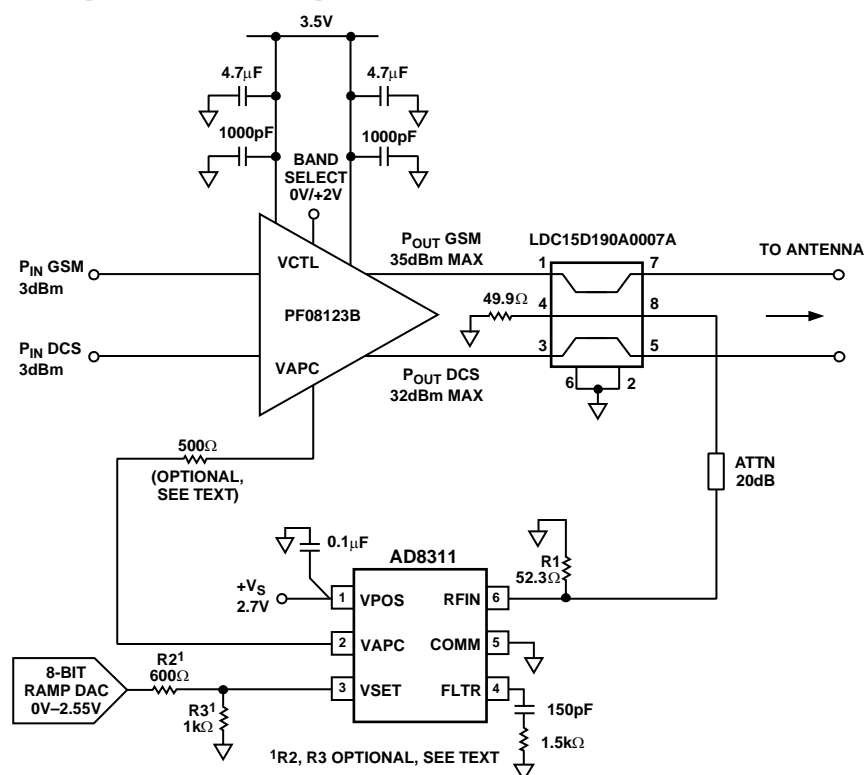 3.5V
4.7μF
4.7μF
1000pF
1000pF
BAND
SELECT
0V/+2V
VCTL
PF08123B
VAPC
P_IN GSM
3dBm
P_IN DCS
3dBm
P_OUT GSM
35dBm MAX
LDC15D190A0007A
TO ANTENNA
1
7
49.9Ω
4
8
3
5
6
2
P_OUT DCS
32dBm MAX
500Ω
(OPTIONAL,
SEE TEXT)
ATTN
20dB
0.1μF
AD8311
R1
52.3Ω
+V_S
2.7V
1 VPOS
RFIN 6
2 VAPC
COMM 5
3 VSET
FLTR 4
8-BIT
RAMP DAC
0V–2.55V
R2¹
600Ω
R3¹
1kΩ
150pF
1.5kΩ
¹R2, R3 OPTIONAL, SEE TEXT